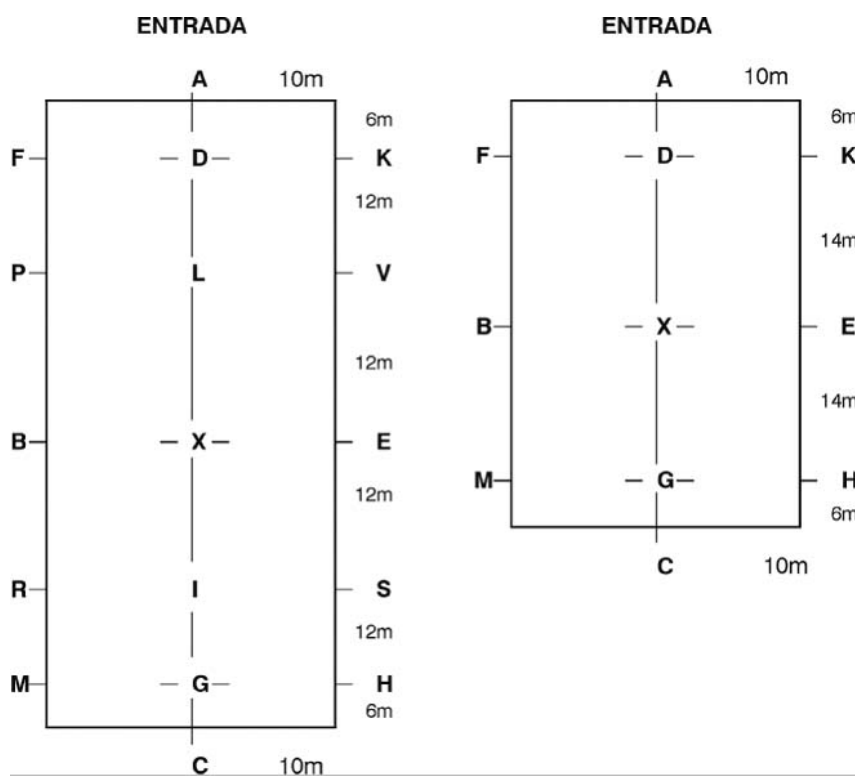 ENTRADA
A 10m
6m
F D K
12m
P L V
12m
B X E
12m
R I S
12m
M G H
6m
C 10m
ENTRADA
A 10m
6m
F D K
14m
B X E
14m
M G H
6m
C 10m